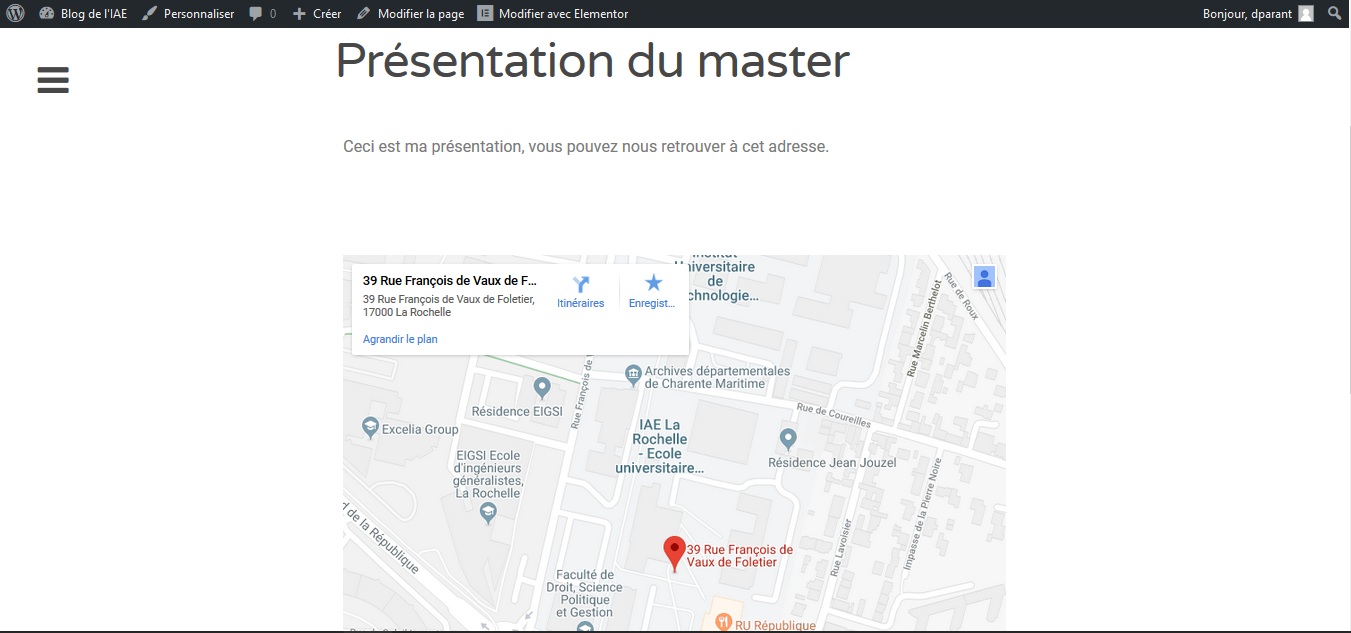 Blog de l'IAE Personnaliser 0 Créer Modifier la page Modifier avec Elementor Bonjour, dparant
Présentation du master
Ceci est ma présentation, vous pouvez nous retrouver à cet adresse.
39 Rue François de Vaux de F...
39 Rue François de Vaux de Foletier,
17000 La Rochelle
Agrandir le plan
Itinéraires
Enregist...
Institut
Universitaire
de
Technologie...
Rue de Roux
Rue Marcelin Berthelot
Archives départementales
de Charente Maritime
Résidence EIGSI
Rue François de
Rue de Coureilles
Excelia Group
IAE La
Rochelle
- Ecole
universitaire...
Résidence Jean Jouzel
EIGSI Ecole
d'ingénieurs
généralistes,
La Rochelle
Impasse de la Pierre Noire
Rue Lavoisier
d de la République
39 Rue François de
Vaux de Foletier
Faculté de
Droit, Science
Politique
et Gestion
RU République